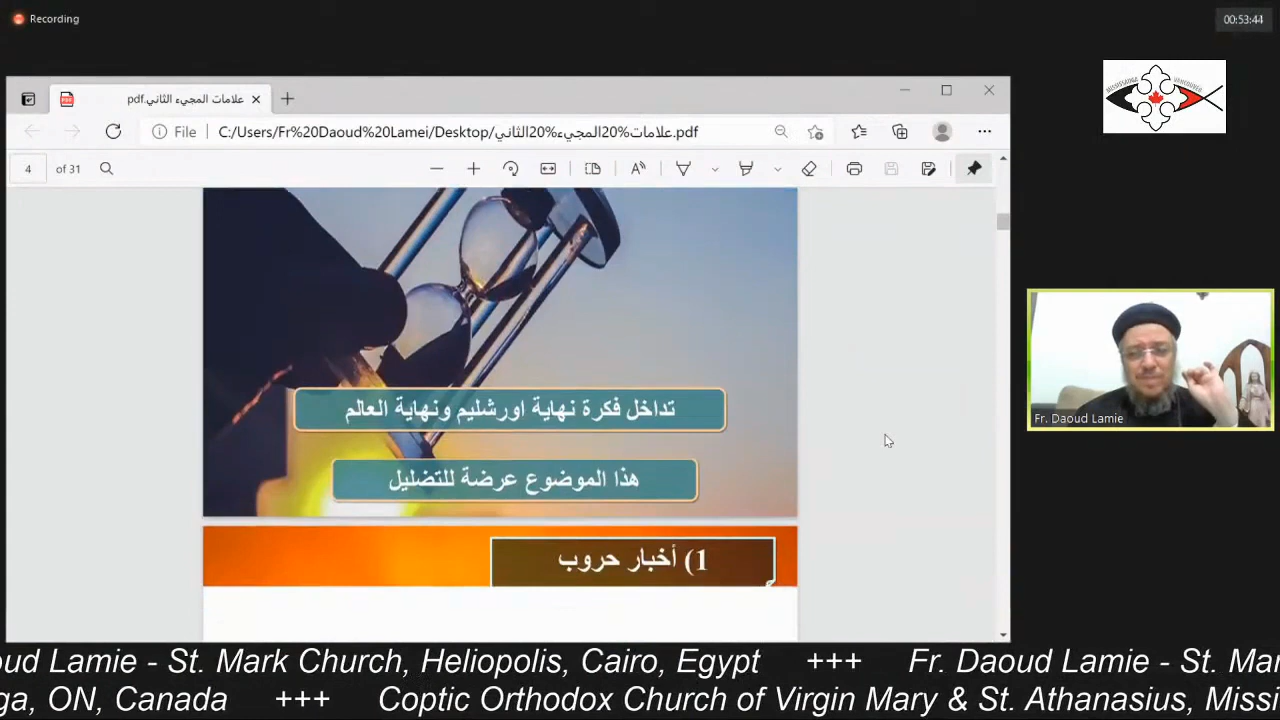 Recording
00:53:44
علامات المجيء الثاني.pdf
File
C:/Users/Fr%20Daoud%20Lamei/Desktop/علامات%20المجيء%20الثاني.pdf
4
of 31
MISSISSAUGA
VANCOUVER
تداخل فكرة نهاية اورشليم ونهاية العالم
هذا الموضوع عرضة للتضليل
1) أخبار حروب
Fr. Daoud Lamie
oud Lamie - St. Mark Church, Heliopolis, Cairo, Egypt +++ Fr. Daoud Lamie - St. Mar
ga, ON, Canada +++ Coptic Orthodox Church of Virgin Mary & St. Athanasius, Missi